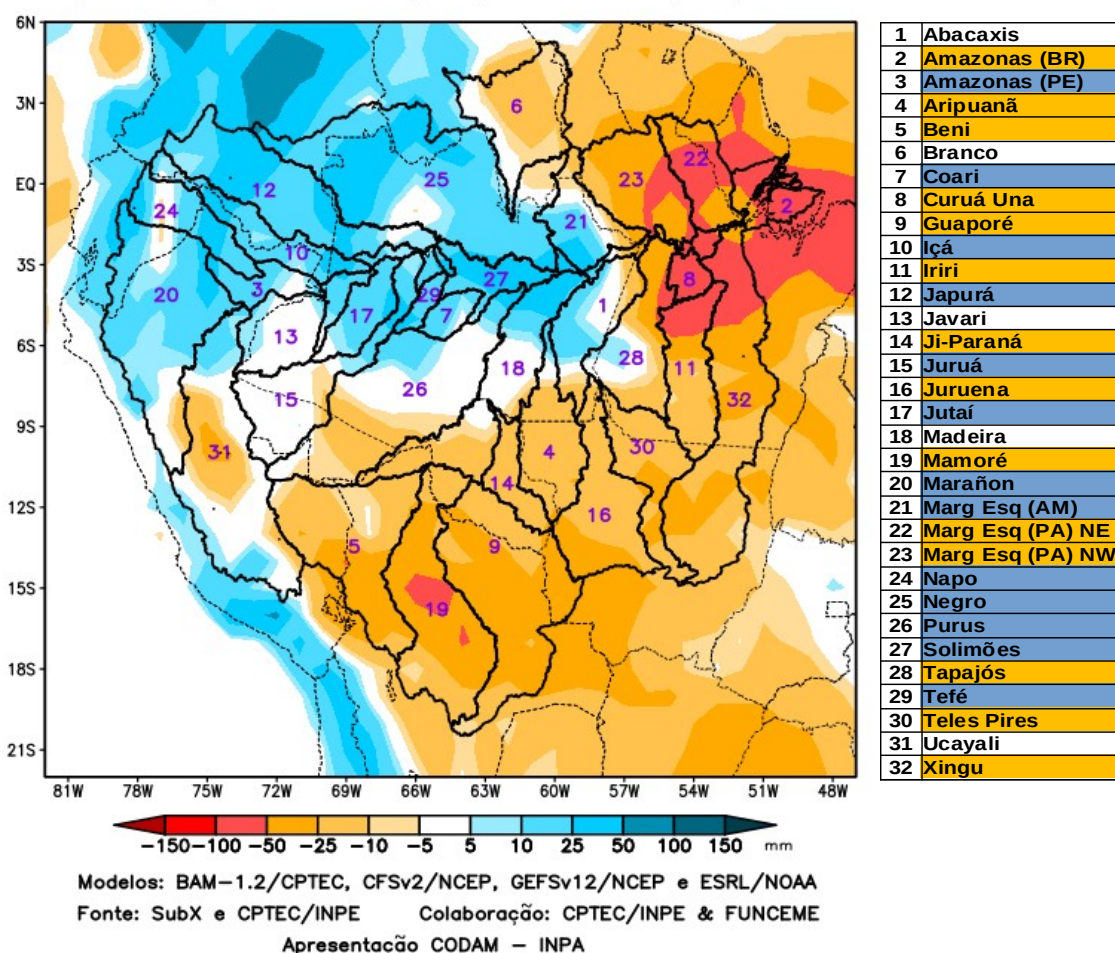 6N
3N
EQ
3S
6S
9S
12S
15S
18S
21S
81W 78W 75W 72W 69W 66W 63W 60W 57W 54W 51W 48W
6
22
12
25
23
24
2
21
10
27
8
3
20
29
17
7
1
13
28
18
11
26
15
32
31
4
30
14
16
5
9
19
-150 -100 -50 -25 -10 -5 5 10 25 50 100 150 mm
Modelos: BAM-1.2/CPTEC, CFSv2/NCEP, GEFSv12/NCEP e ESRL/NOAA
Fonte: SubX e CPTEC/INPE Colaboração: CPTEC/INPE & FUNCEME
Apresentação CODAM - INPA
1 Abacaxis
2 Amazonas (BR)
3 Amazonas (PE)
4 Aripuanã
5 Beni
6 Branco
7 Coari
8 Curuá Una
9 Guaporé
10 Içá
11 Iriri
12 Japurá
13 Javari
14 Ji-Paraná
15 Juruá
16 Juruena
17 Jutaí
18 Madeira
19 Mamoré
20 Marañon
21 Marg Esq (AM)
22 Marg Esq (PA) NE
23 Marg Esq (PA) NW
24 Napo
25 Negro
26 Purus
27 Solimões
28 Tapajós
29 Tefé
30 Teles Pires
31 Ucayali
32 Xingu